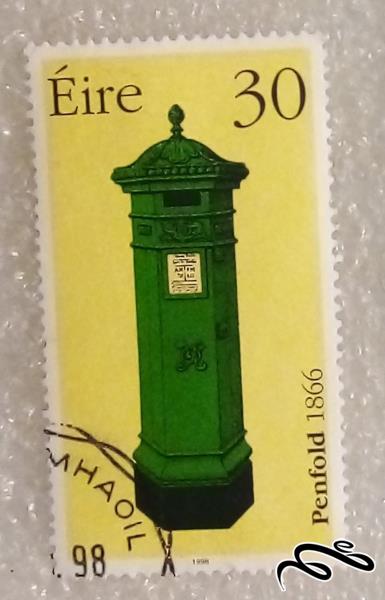 Éire 30
Penfold 1866
MHAOIL
.98
1998